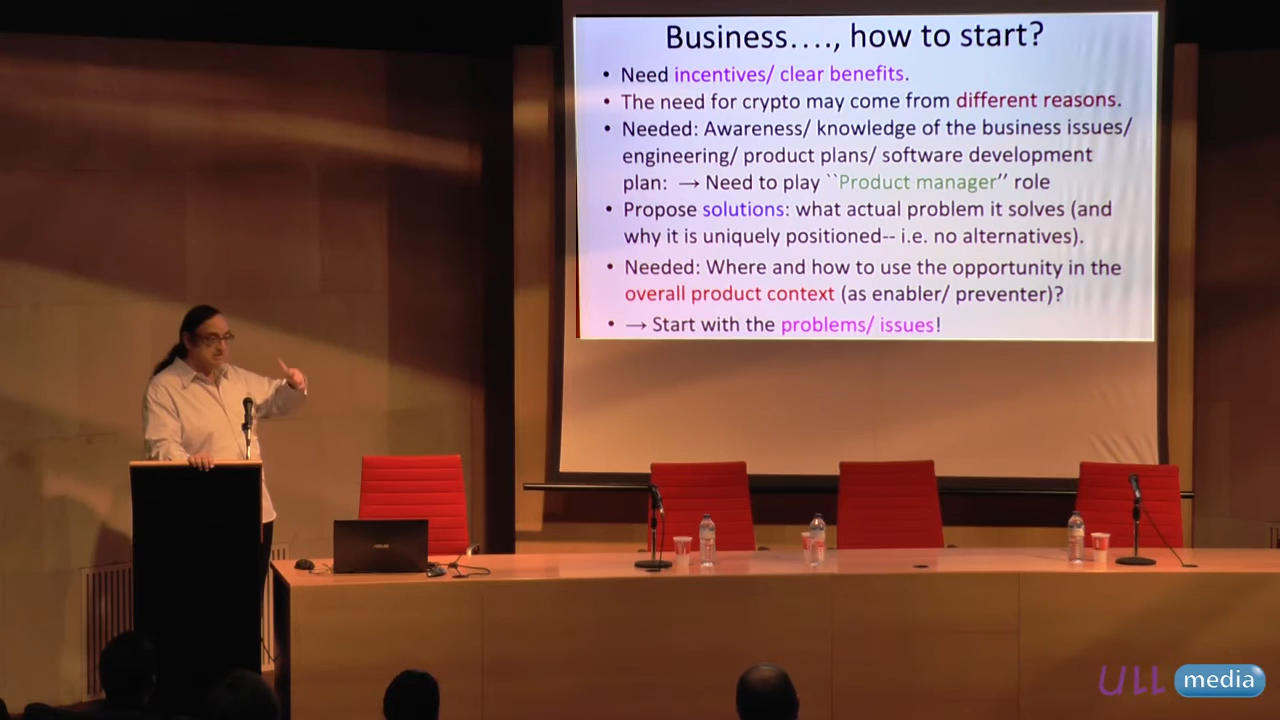 Business...., how to start?
• Need incentives/ clear benefits.
• The need for crypto may come from different reasons.
• Needed: Awareness/ knowledge of the business issues/
engineering/ product plans/ software development
plan: → Need to play ``Product manager'' role
• Propose solutions: what actual problem it solves (and
why it is uniquely positioned-- i.e. no alternatives).
• Needed: Where and how to use the opportunity in the
overall product context (as enabler/ preventer)?
• → Start with the problems/ issues!
ASUS
ULL media